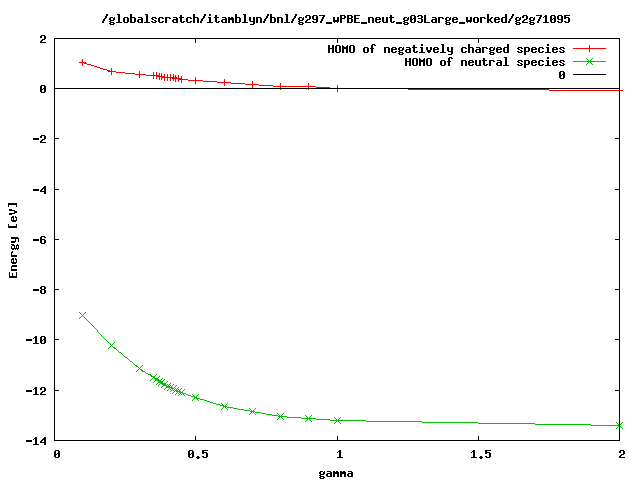 /globalscratch/itamblyn/bnl/g297_wPBE_neut_g03Large_worked/g2g71095
HOMO of negatively charged species
HOMO of neutral species
0
2
0
-2
-4
-6
-8
-10
-12
-14
Energy [eV]
0 0.5 1 1.5 2
gamma